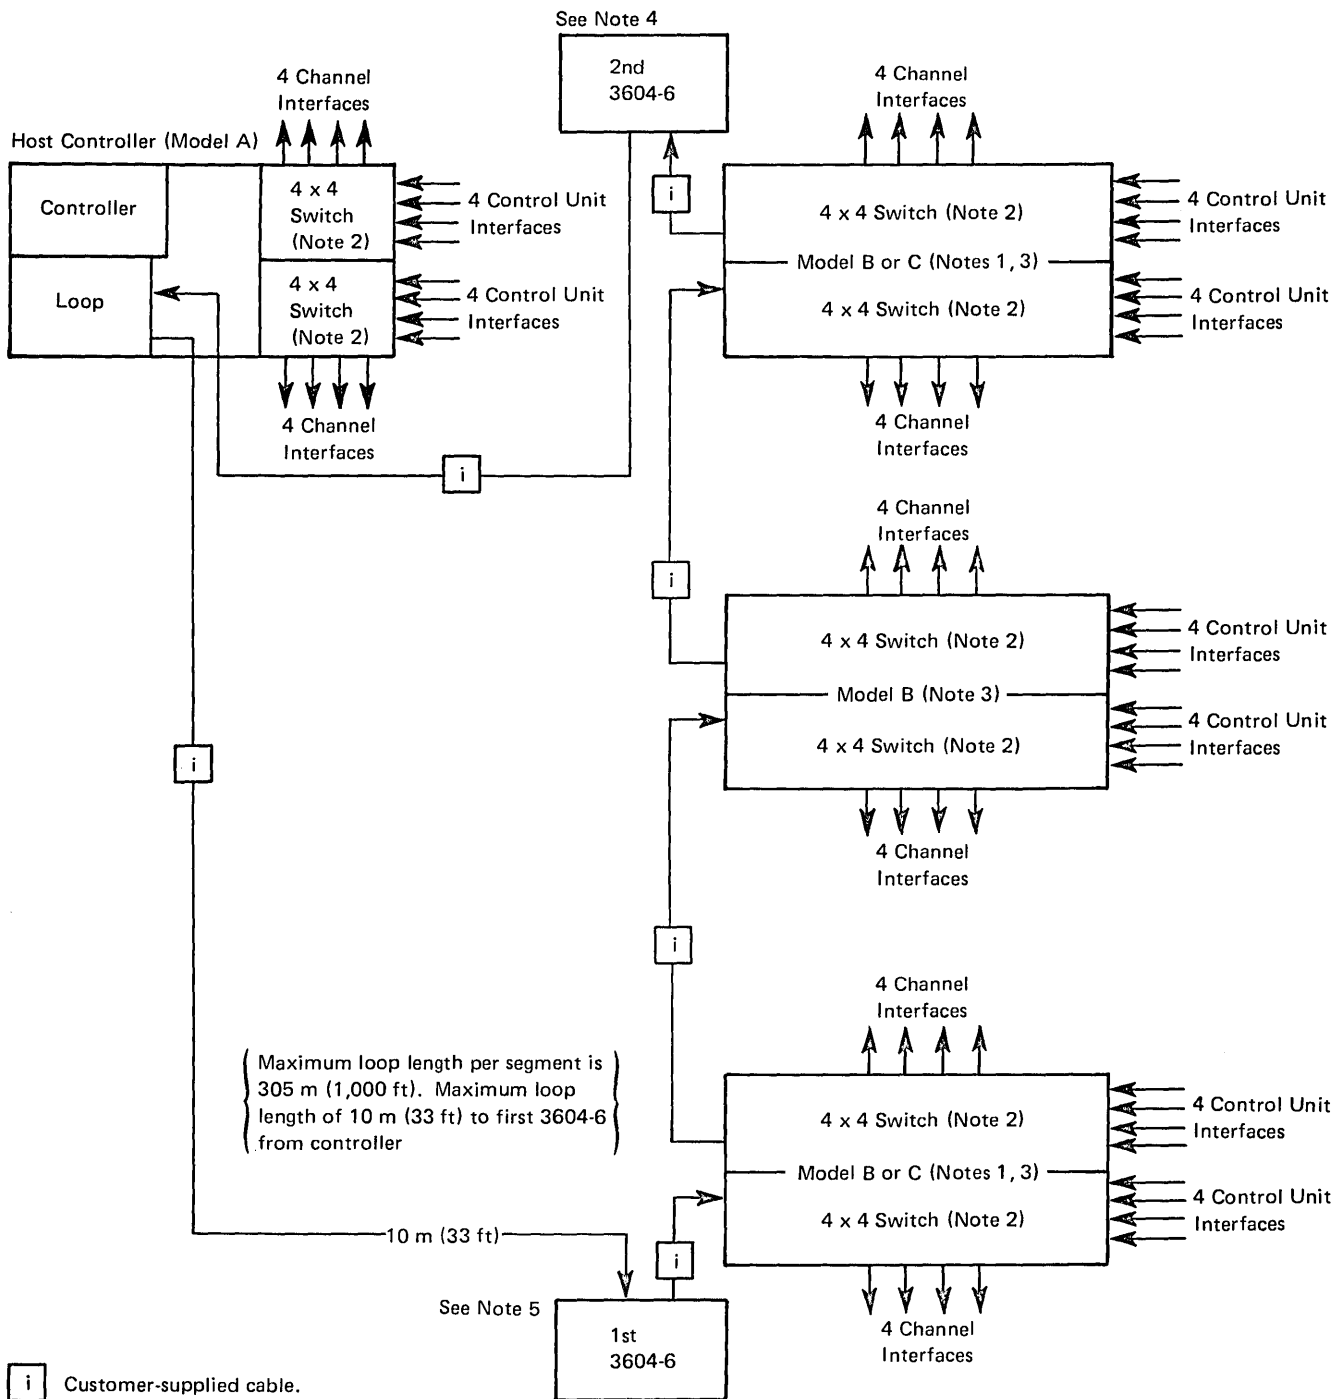 See Note 4
2nd
3604-6
4 Channel
Interfaces
Host Controller (Model A)
Controller
Loop
4 x 4
Switch
(Note 2)
4 Control Unit
Interfaces
4 x 4
Switch
(Note 2)
4 Control Unit
Interfaces
4 Channel
Interfaces
i
i
4 Channel
Interfaces
4 x 4 Switch (Note 2)
4 Control Unit
Interfaces
Model B or C (Notes 1, 3)
4 x 4 Switch (Note 2)
4 Control Unit
Interfaces
4 Channel
Interfaces
i
4 Channel
Interfaces
4 x 4 Switch (Note 2)
4 Control Unit
Interfaces
Model B (Note 3)
4 x 4 Switch (Note 2)
4 Control Unit
Interfaces
4 Channel
Interfaces
i
i
4 Channel
Interfaces
4 x 4 Switch (Note 2)
4 Control Unit
Interfaces
Model B or C (Notes 1, 3)
4 x 4 Switch (Note 2)
4 Control Unit
Interfaces
4 Channel
Interfaces
Maximum loop length per segment is
305 m (1,000 ft). Maximum loop
length of 10 m (33 ft) to first 3604-6
from controller
10 m (33 ft)
i
See Note 5
1st
3604-6
i Customer-supplied cable.